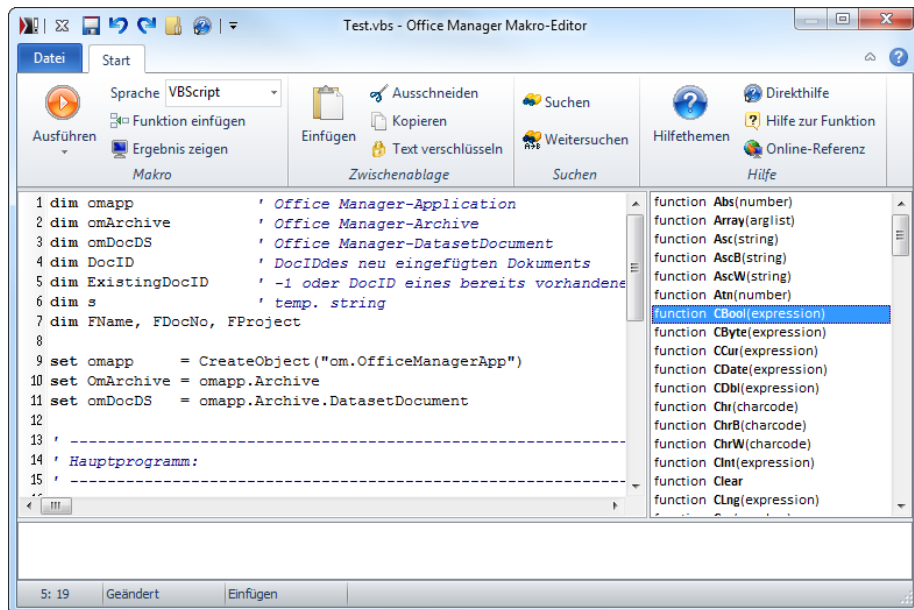 Test.vbs - Office Manager Makro-Editor
Datei Start
Ausführen
Sprache VBScript
Funktion einfügen
Ergebnis zeigen
Makro
Einfügen
Ausschneiden
Kopieren
Text verschlüsseln
Zwischenablage
Suchen
Weitersuchen
Suchen
Hilfethemen
Direkthilfe
Hilfe zur Funktion
Online-Referenz
Hilfe
1 dim omapp ' Office Manager-Application
2 dim omArchive ' Office Manager-Archive
3 dim omDocDS ' Office Manager-DatasetDocument
4 dim DocID ' DocIDdes neu eingefügten Dokuments
5 dim ExistingDocID ' -1 oder DocID eines bereits vorhandene
6 dim s ' temp. string
7 dim FName, FDocNo, FProject
8
9 set omapp = CreateObject("om.OfficeManagerApp")
10 set OmArchive = omapp.Archive
11 set omDocDS = omapp.Archive.DatasetDocument
12
13 ' ------------------------------------------------------------
14 ' Hauptprogramm:
15 ' ------------------------------------------------------------
function Abs(number)
function Array(arglist)
function Asc(string)
function AscB(string)
function AscW(string)
function Atn(number)
function CBool(expression)
function CByte(expression)
function CCur(expression)
function CDate(expression)
function CDbl(expression)
function Chr(charcode)
function ChrB(charcode)
function ChrW(charcode)
function CInt(expression)
function Clear
function CLng(expression)
5: 19 Geändert Einfügen